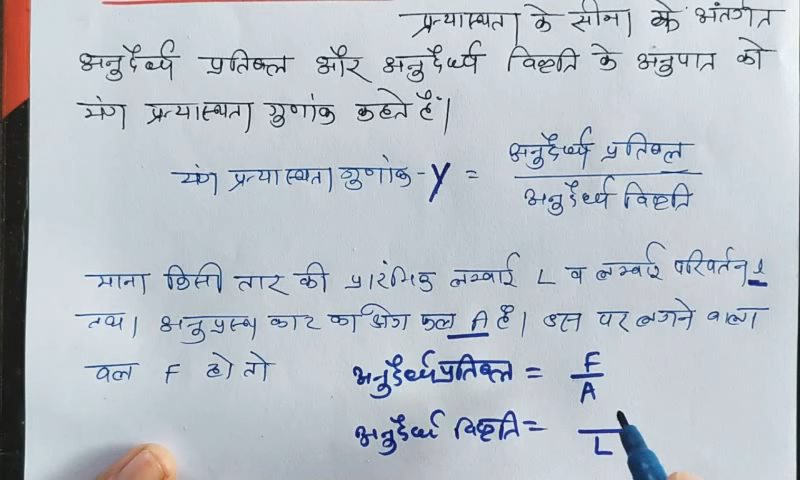 प्रत्यास्थता के सीमा के अंतर्गत
अनुदैर्ध्य प्रतिबल और अनुदैर्ध्य विकृति के अनुपात को
यंग प्रत्यास्थता गुणांक कहते हैं।
यंग प्रत्यास्थता गुणांक - Y = अनुदैर्ध्य प्रतिबल / अनुदैर्ध्य विकृति
माना किसी तार की प्रारंभिक लम्बाई L व लम्बाई परिवर्तन l
तथा अनुप्रस्थ काट का क्षेत्रफल A है। उस पर लगने वाला
बल F हो तो अनुदैर्ध्य प्रतिबल = F / A
अनुदैर्ध्य विकृति = / L